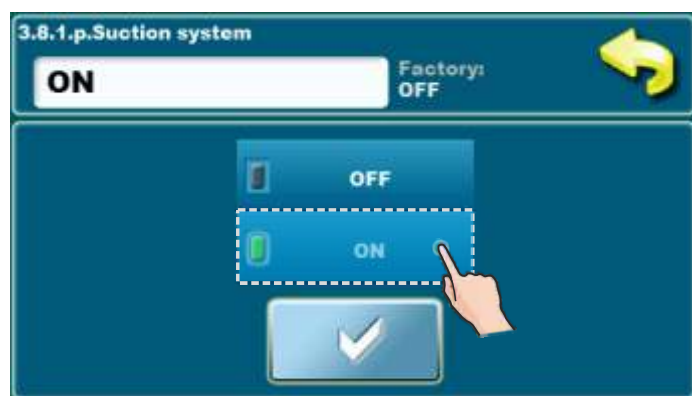 3.8.1.p.Suction system
ON
Factory:
OFF
OFF
ON